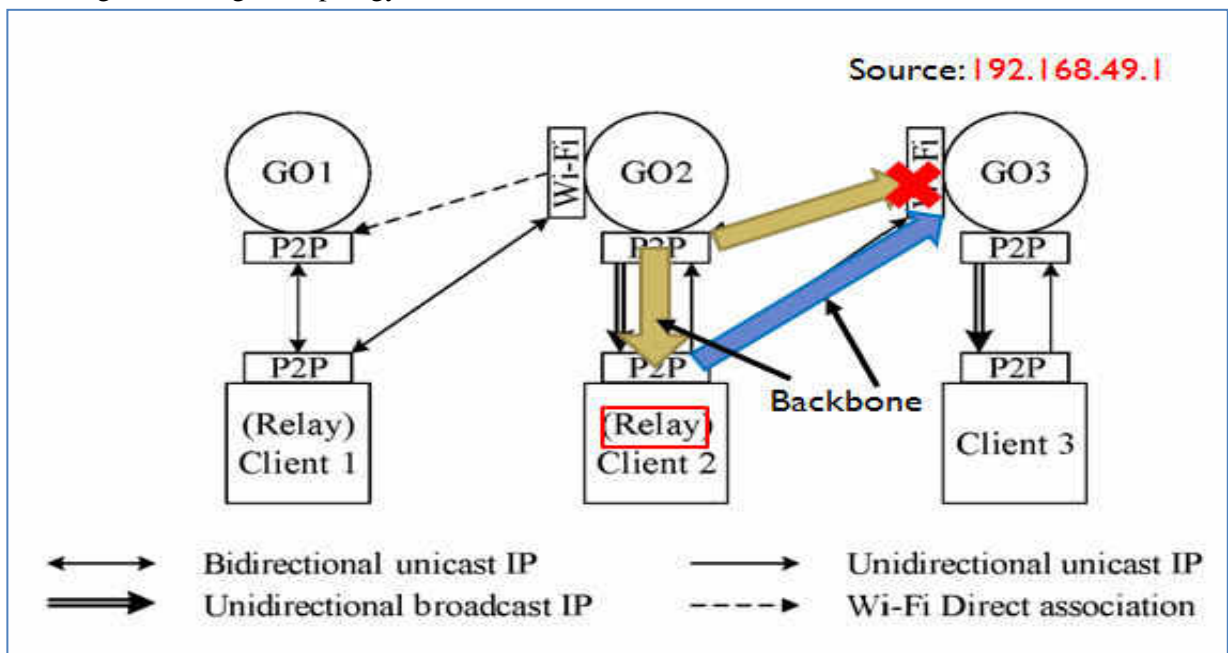 Source: 192.168.49.1
GO1
Wi-Fi
GO2
Fi
GO3
P2P
P2P
P2P
P2P
P2P
P2P
Backbone
(Relay)
Client 1
(Relay)
Client 2
Client 3
Bidirectional unicast IP
Unidirectional unicast IP
Unidirectional broadcast IP
Wi-Fi Direct association